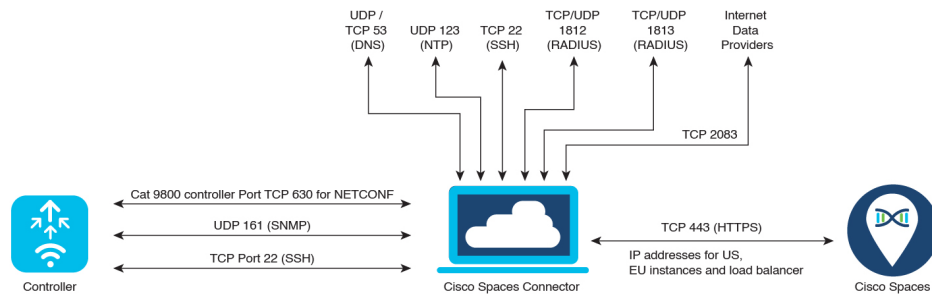 UDP /
TCP 53
(DNS)
UDP 123
(NTP)
TCP 22
(SSH)
TCP/UDP
1812
(RADIUS)
TCP/UDP
1813
(RADIUS)
Internet
Data
Providers
TCP 2083
Cat 9800 controller Port TCP 630 for NETCONF
UDP 161 (SNMP)
TCP Port 22 (SSH)
TCP 443 (HTTPS)
IP addresses for US,
EU instances and load balancer
Controller
Cisco Spaces Connector
Cisco Spaces